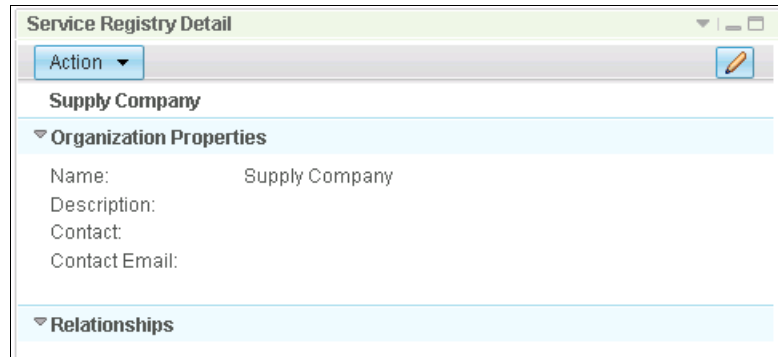 Service Registry Detail
Action
Supply Company
Organization Properties
Name: Supply Company
Description:
Contact:
Contact Email:
Relationships